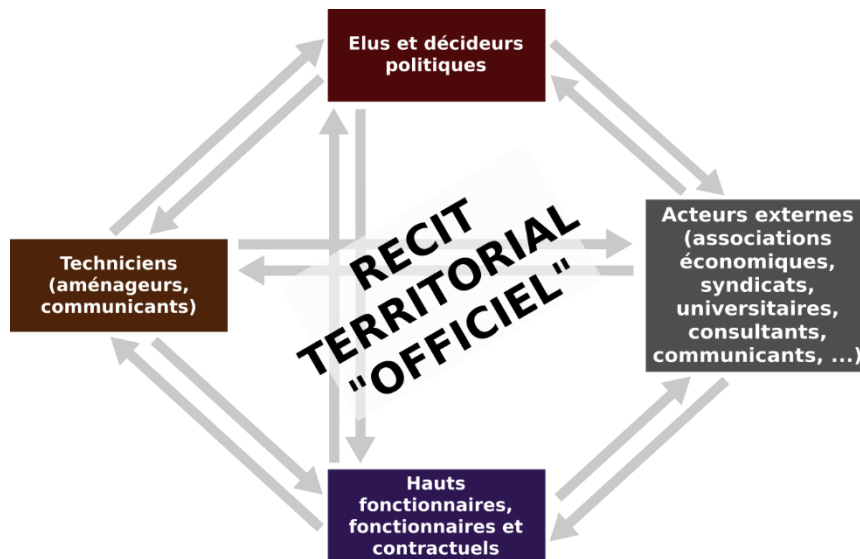 Elus et décideurs
politiques
Techniciens
(aménageurs,
communicants)
RECIT
TERRITORIAL
"OFFICIEL"
Acteurs externes
(associations
économiques,
syndicats,
universitaires,
consultants,
communicants, ...)
Hauts
fonctionnaires,
fonctionnaires et
contractuels